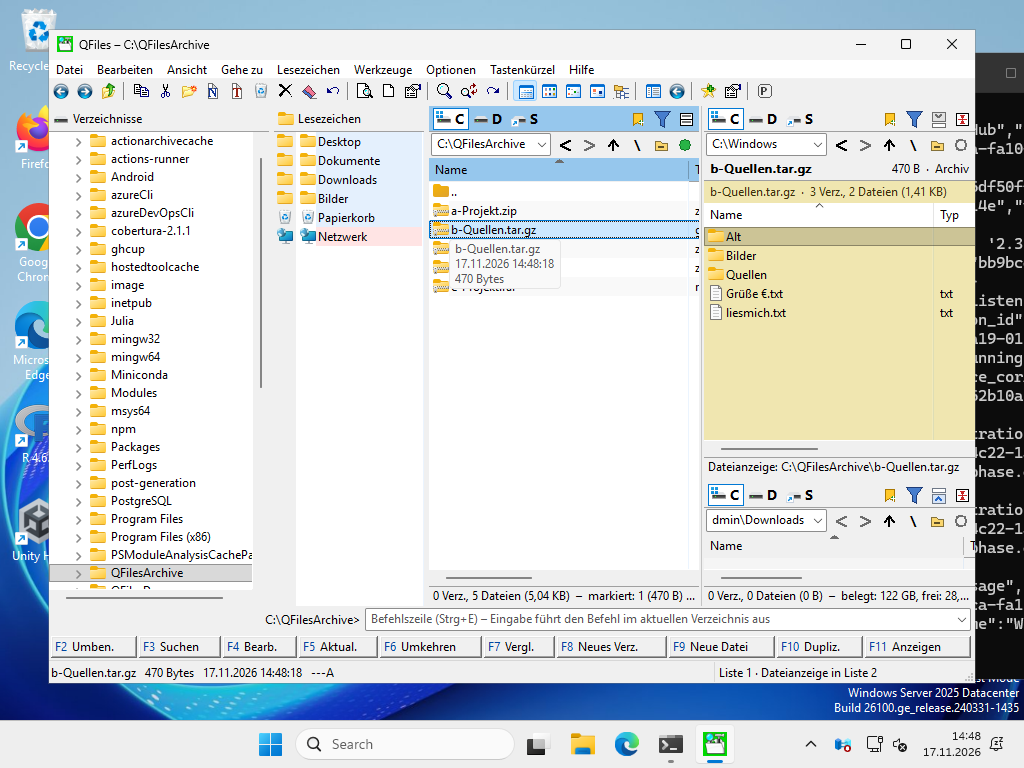 QFiles – C:\QFilesArchive
Datei Bearbeiten Ansicht Gehe zu Lesezeichen Werkzeuge Optionen Tastenkürzel Hilfe
Verzeichnisse
actionarchivecache
actions-runner
Android
azureCli
azureDevOpsCli
cobertura-2.1.1
ghcup
hostedtoolcache
image
inetpub
Julia
mingw32
mingw64
Miniconda
Modules
msys64
npm
Packages
PerfLogs
post-generation
PostgreSQL
Program Files
Program Files (x86)
PSModuleAnalysisCachePa
QFilesArchive
Lesezeichen
Desktop
Dokumente
Downloads
Bilder
Papierkorb
Netzwerk
C D S
C:\QFilesArchive
Name
..
a-Projekt.zip
b-Quellen.tar.gz
b-Quellen.tar.gz
17.11.2026 14:48:18
470 Bytes
0 Verz., 5 Dateien (5,04 KB) – markiert: 1 (470 B) ...
C D S
C:\Windows
b-Quellen.tar.gz 470 B · Archiv
b-Quellen.tar.gz · 3 Verz., 2 Dateien (1,41 KB)
Name Typ
Alt
Bilder
Quellen
Grüße €.txt txt
liesmich.txt txt
Dateianzeige: C:\QFilesArchive\b-Quellen.tar.gz
C D S
dmin\Downloads
Name
0 Verz., 0 Dateien (0 B) – belegt: 122 GB, frei: 28,...
C:\QFilesArchive> Befehlszeile (Strg+E) – Eingabe führt den Befehl im aktuellen Verzeichnis aus
F2 Umben. F3 Suchen F4 Bearb. F5 Aktual. F6 Umkehren F7 Vergl. F8 Neues Verz. F9 Neue Datei F10 Dupliz. F11 Anzeigen
b-Quellen.tar.gz 470 Bytes 17.11.2026 14:48:18 ---A
Liste 1 · Dateianzeige in Liste 2
Recycle
Firefo
Goog
Chron
Micros
Edge
R 4.6.
Unity H
Windows Server 2025 Datacenter
Build 26100.ge_release.240331-1435
Search
14:48
17.11.2026